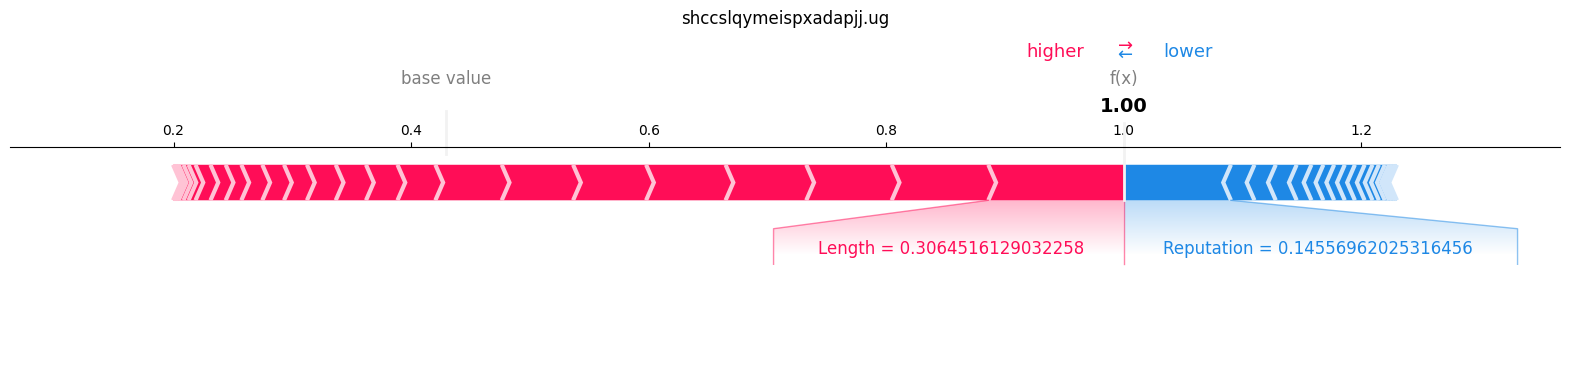 shccslqymeispxadapjj.ug
higher → ← lower
base value f(x)
1.00
0.2 0.4 0.6 0.8 1.0 1.2
Length = 0.3064516129032258 Reputation = 0.14556962025316456